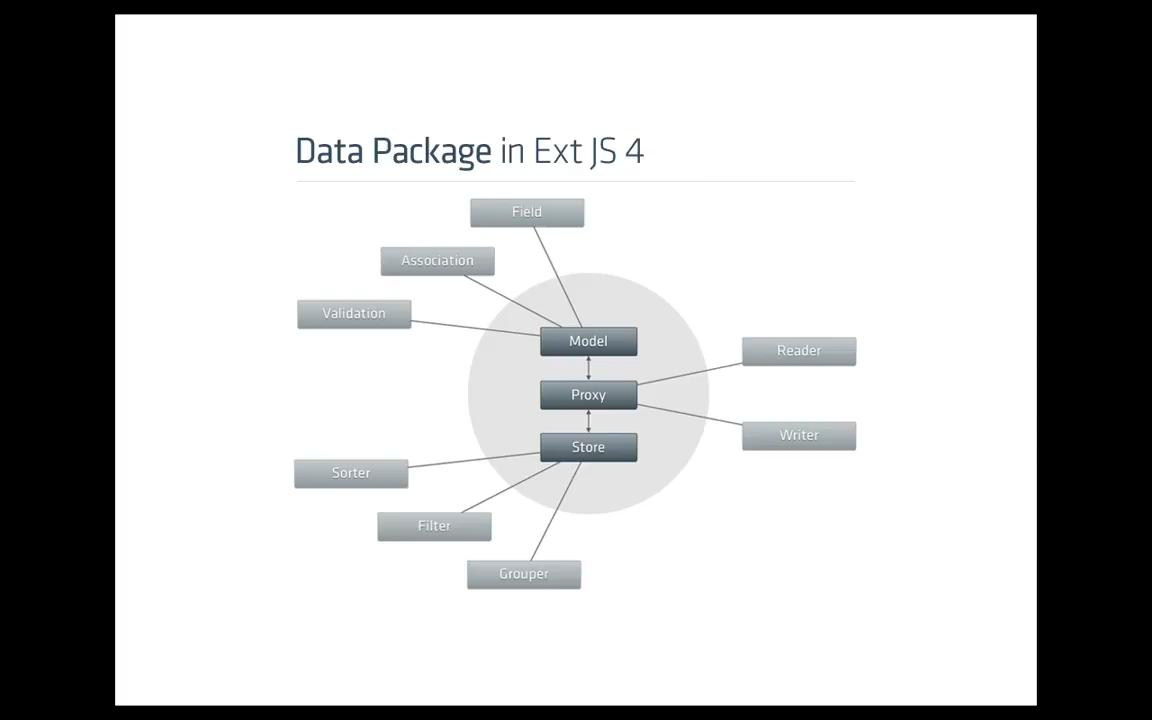 Data Package in Ext JS 4
Field
Association
Validation
Model
Reader
Proxy
Writer
Store
Sorter
Filter
Grouper